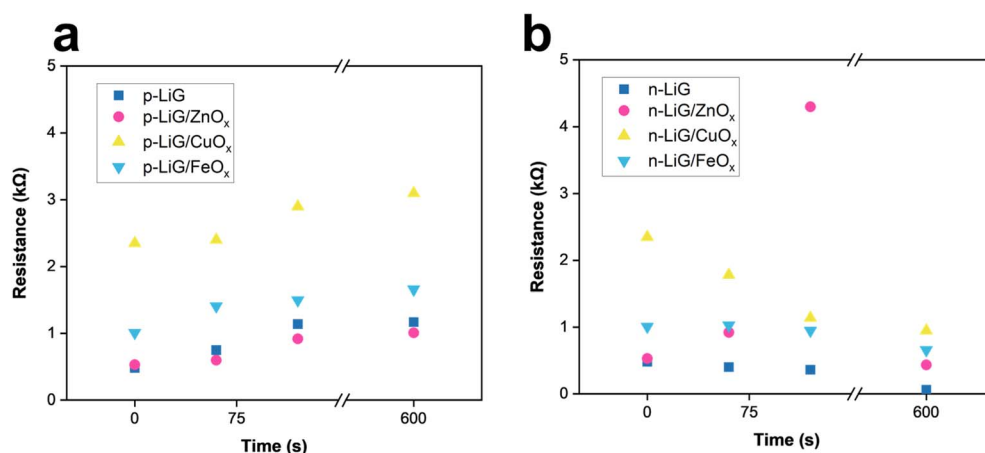 a
5
4
3
2
1
0
Resistance (kΩ)
p-LiG
p-LiG/ZnOₓ
p-LiG/CuOₓ
p-LiG/FeOₓ
0 75 600
Time (s)
b
5
4
3
2
1
0
Resistance (kΩ)
n-LiG
n-LiG/ZnOₓ
n-LiG/CuOₓ
n-LiG/FeOₓ
0 75 600
Time (s)